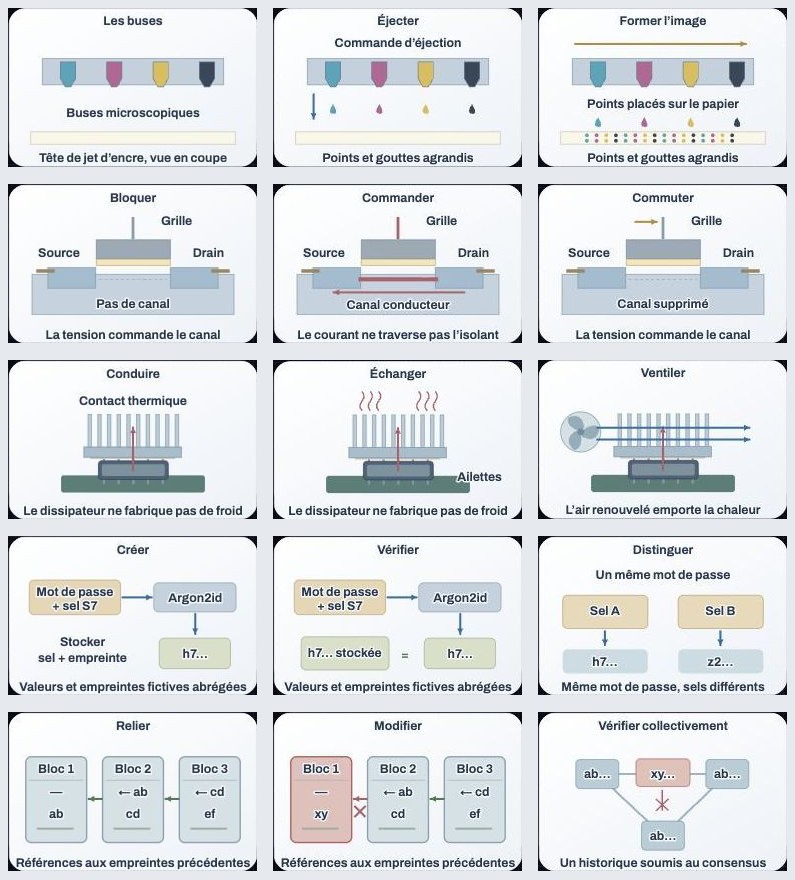 Les buses
Buses microscopiques
Tête de jet d’encre, vue en coupe
Éjecter
Commande d’éjection
Points et gouttes agrandis
Former l’image
Points placés sur le papier
Points et gouttes agrandis
Bloquer
Grille
Source
Drain
Pas de canal
La tension commande le canal
Commander
Grille
Source
Drain
Canal conducteur
Le courant ne traverse pas l’isolant
Commuter
Grille
Source
Drain
Canal supprimé
La tension commande le canal
Conduire
Contact thermique
Le dissipateur ne fabrique pas de froid
Échanger
Ailettes
Le dissipateur ne fabrique pas de froid
Ventiler
L’air renouvelé emporte la chaleur
Créer
Mot de passe
+ sel S7
Argon2id
Stocker
sel + empreinte
h7...
Valeurs et empreintes fictives abrégées
Vérifier
Mot de passe
+ sel S7
Argon2id
h7... stockée
=
h7...
Valeurs et empreintes fictives abrégées
Distinguer
Un même mot de passe
Sel A
Sel B
h7...
z2...
Même mot de passe, sels différents
Relier
Bloc 1
Bloc 2
Bloc 3
—
← ab
← cd
ab
cd
ef
Références aux empreintes précédentes
Modifier
Bloc 1
Bloc 2
Bloc 3
—
← ab
← cd
xy
cd
ef
Références aux empreintes précédentes
Vérifier collectivement
ab...
xy...
ab...
ab...
Un historique soumis au consensus